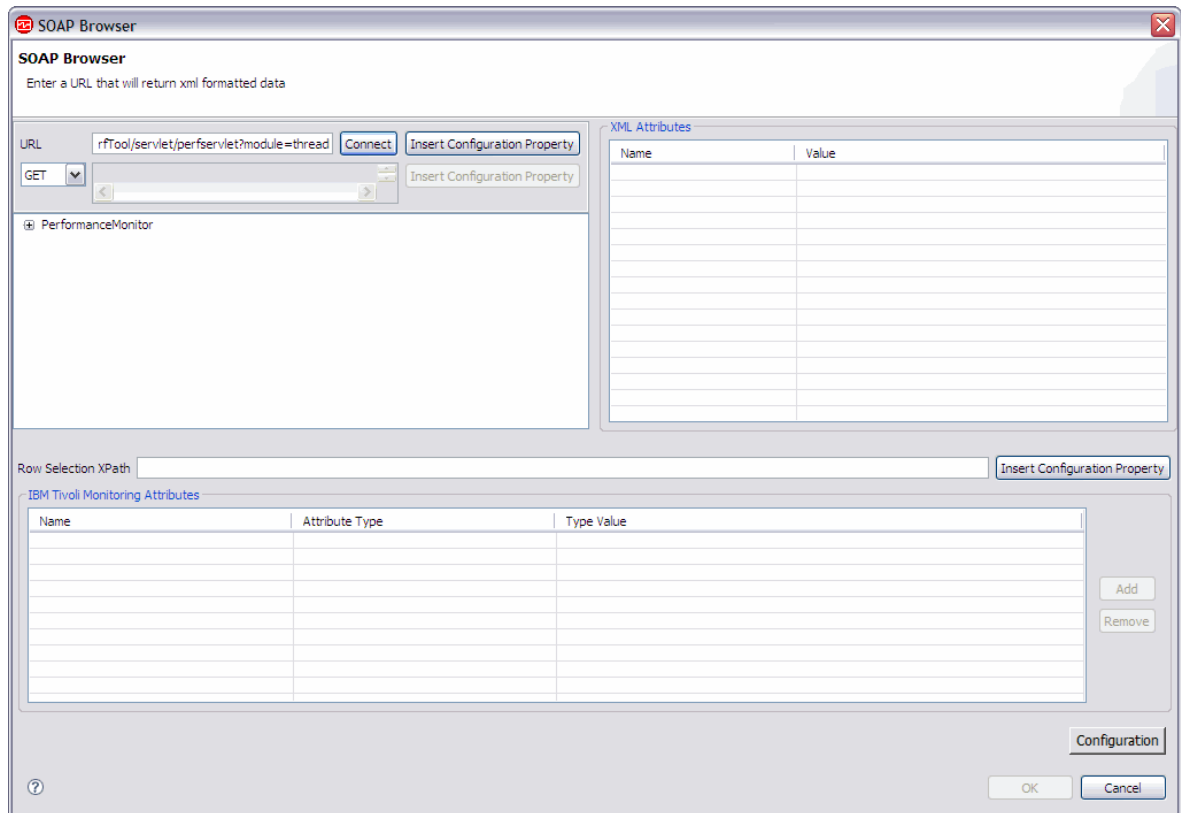 SOAP Browser
SOAP Browser
Enter a URL that will return xml formatted data
URL rfTool/servlet/perfservlet?module=thread Connect Insert Configuration Property
GET Insert Configuration Property
PerformanceMonitor
XML Attributes
Name Value
Row Selection XPath Insert Configuration Property
IBM Tivoli Monitoring Attributes
Name Attribute Type Type Value
Add
Remove
Configuration
? OK Cancel